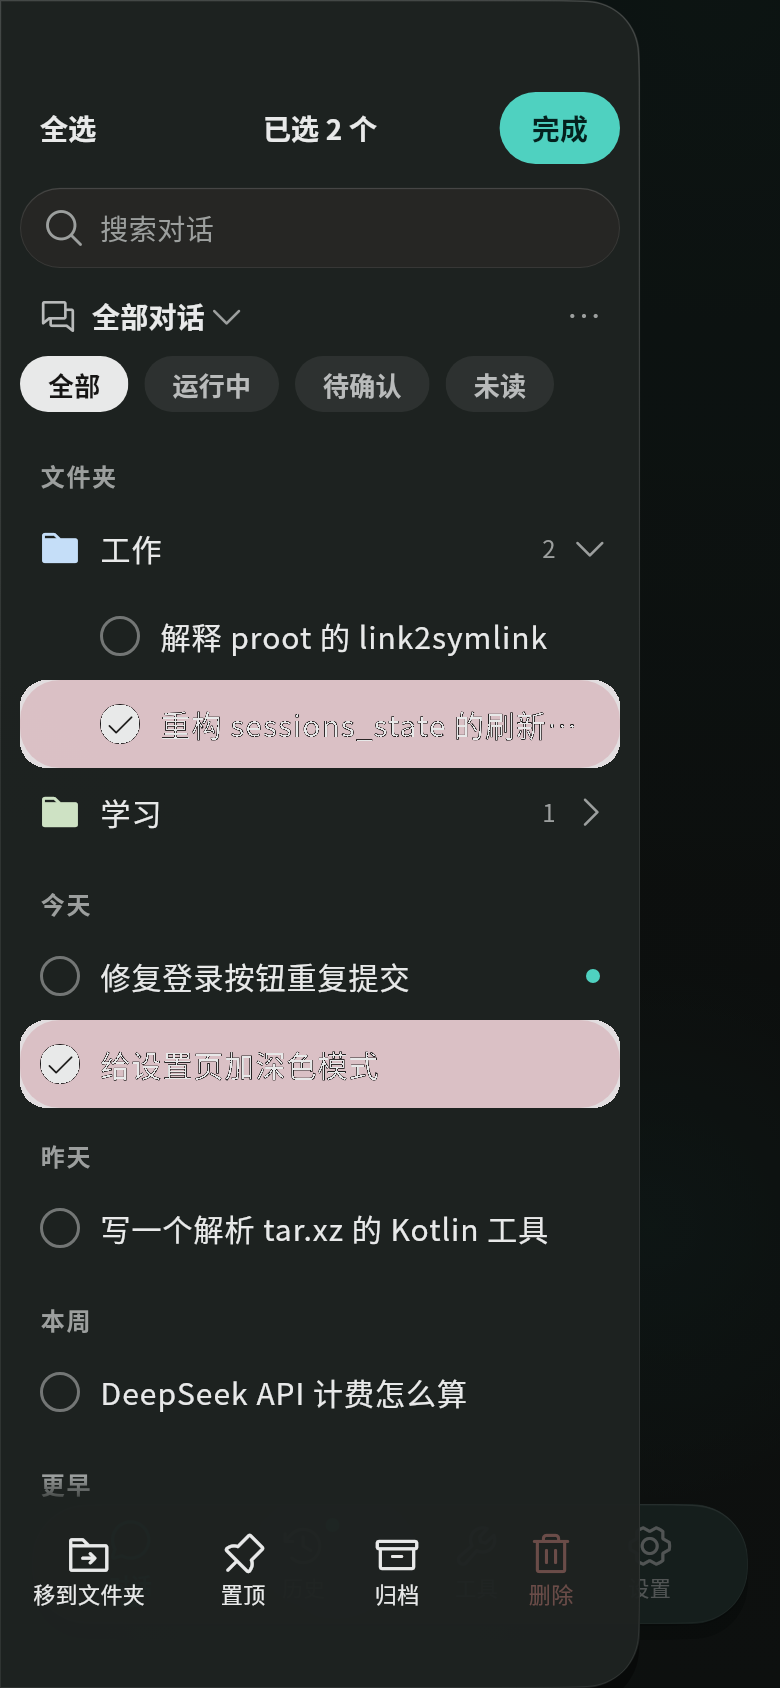 全选
已选 2 个
完成
搜索对话
全部对话
全部
运行中
待确认
未读
文件夹
工作
2
解释 proot 的 link2symlink
重构 sessions_state 的刷新…
学习
1
今天
修复登录按钮重复提交
给设置页加深色模式
昨天
写一个解析 tar.xz 的 Kotlin 工具
本周
DeepSeek API 计费怎么算
更早
移到文件夹
置顶
归档
删除
设置